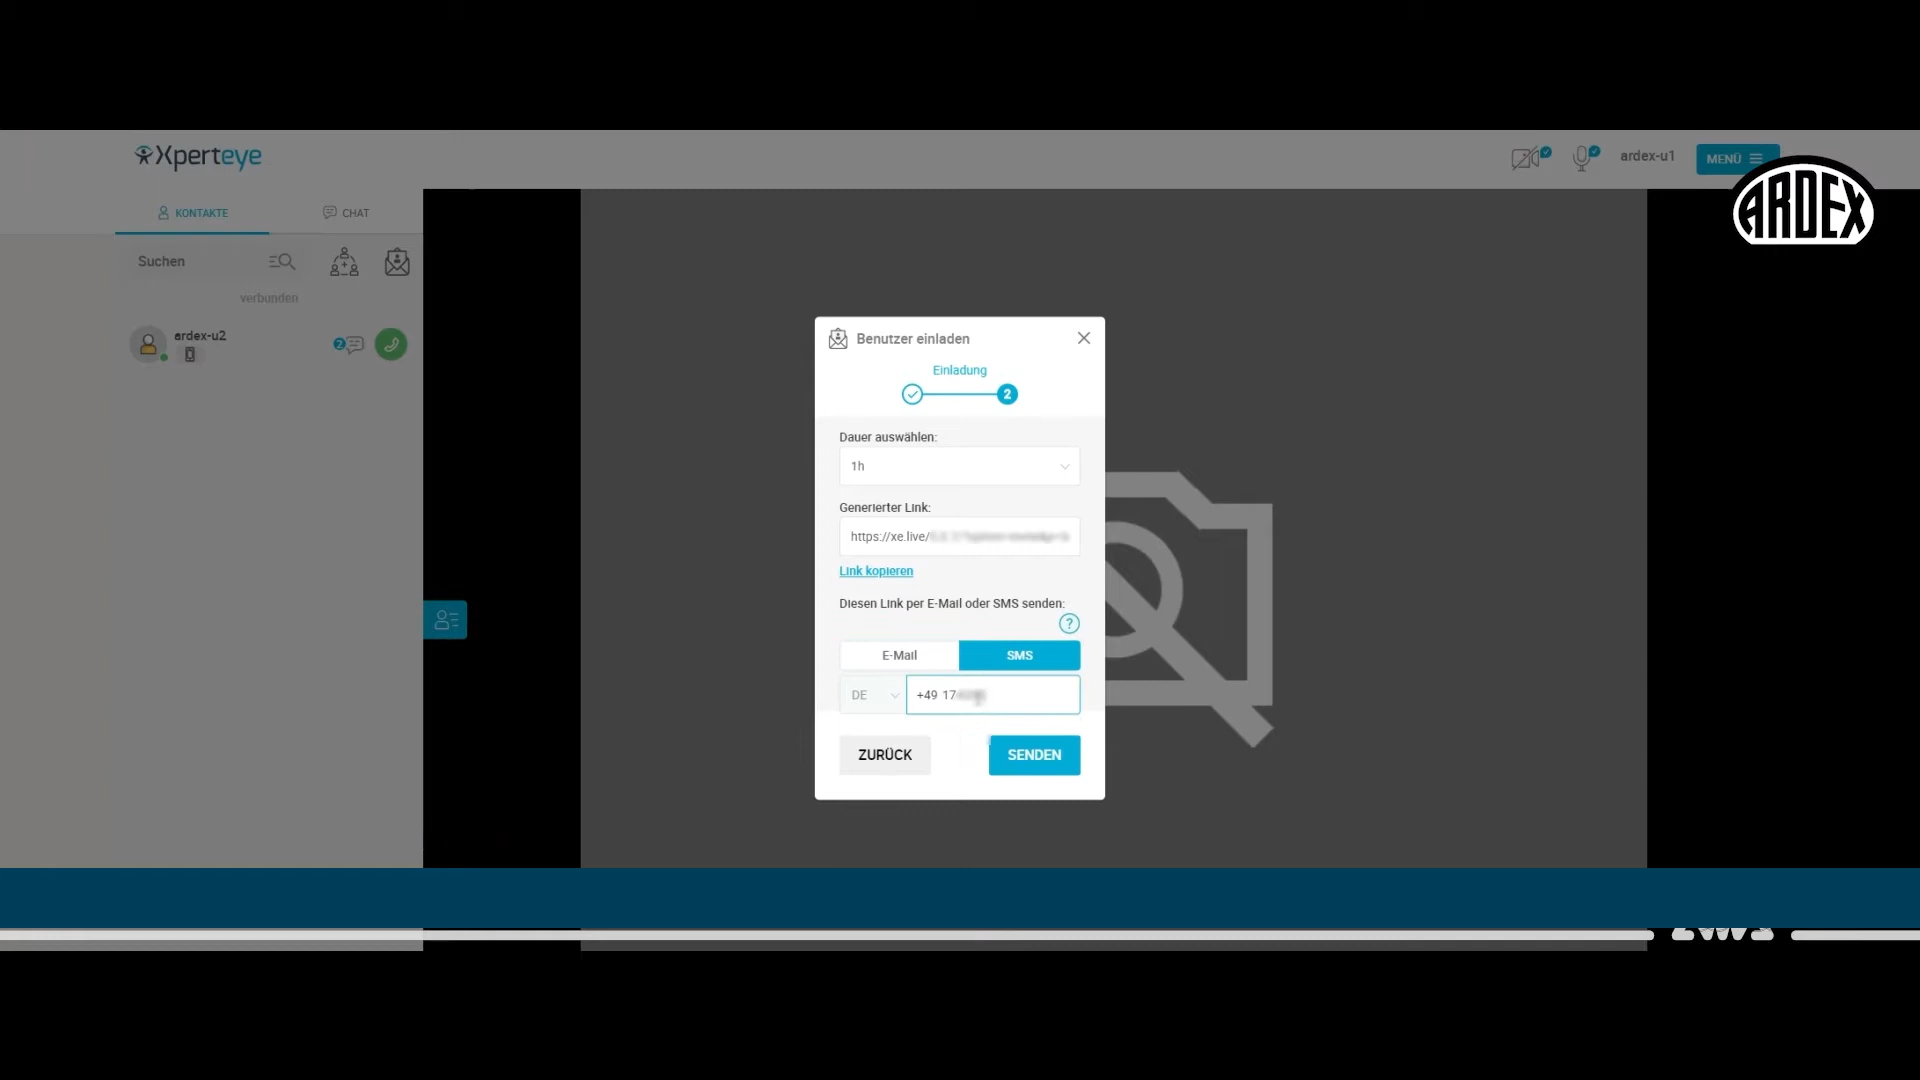 Xperteye
ardex-u1
MENÜ
ARDEX
KONTAKTE
CHAT
Suchen
verbunden
ardex-u2
2
Benutzer einladen
Einladung
2
Dauer auswählen:
1h
Generierter Link:
https://xe.live/
Link kopieren
Diesen Link per E-Mail oder SMS senden:
?
E-Mail
SMS
DE
+49 17
ZURÜCK
SENDEN